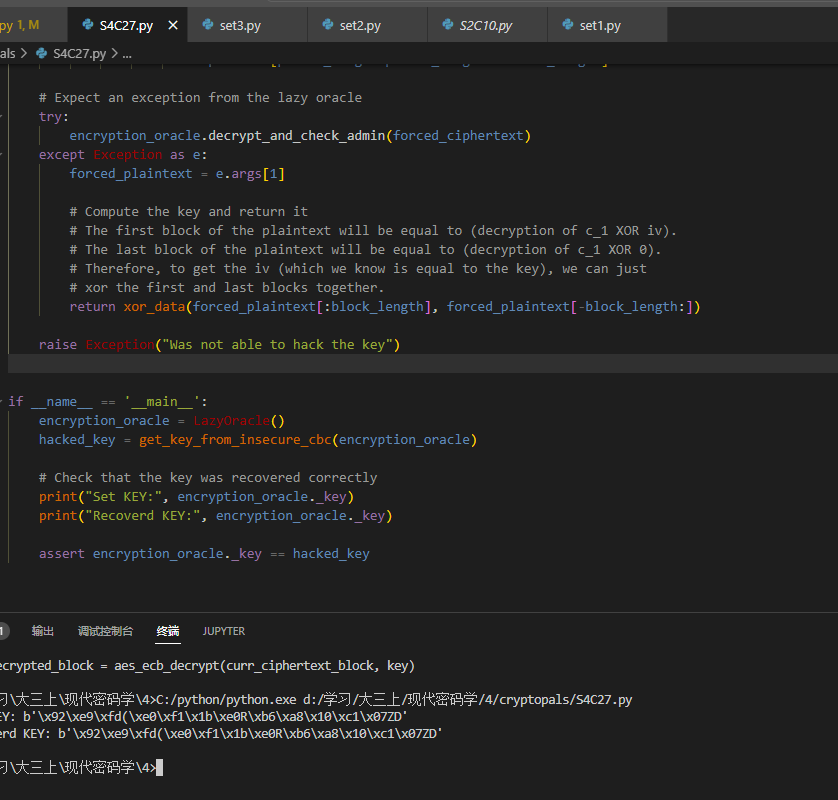 py 1, M S4C27.py set3.py set2.py S2C10.py set1.py
als > S4C27.py > ...
# Expect an exception from the lazy oracle
try:
encryption_oracle.decrypt_and_check_admin(forced_ciphertext)
except Exception as e:
forced_plaintext = e.args[1]
# Compute the key and return it
# The first block of the plaintext will be equal to (decryption of c_1 XOR iv).
# The last block of the plaintext will be equal to (decryption of c_1 XOR 0).
# Therefore, to get the iv (which we know is equal to the key), we can just
# xor the first and last blocks together.
return xor_data(forced_plaintext[:block_length], forced_plaintext[-block_length:])
raise Exception("Was not able to hack the key")
if __name__ == '__main__':
encryption_oracle = LazyOracle()
hacked_key = get_key_from_insecure_cbc(encryption_oracle)
# Check that the key was recovered correctly
print("Set KEY:", encryption_oracle._key)
print("Recoverd KEY:", encryption_oracle._key)
assert encryption_oracle._key == hacked_key
1 输出 调试控制台 终端 JUPYTER
ecrypted_block = aes_ecb_decrypt(curr_ciphertext_block, key)
习\大三上\现代密码学\4>C:/python/python.exe d:/学习/大三上/现代密码学/4/cryptopals/S4C27.py
EY: b'\x92\xe9\xfd(\xe0\xf1\x1b\xe0R\xb6\xa8\x10\xc1\x07ZD'
erd KEY: b'\x92\xe9\xfd(\xe0\xf1\x1b\xe0R\xb6\xa8\x10\xc1\x07ZD'
习\大三上\现代密码学\4>